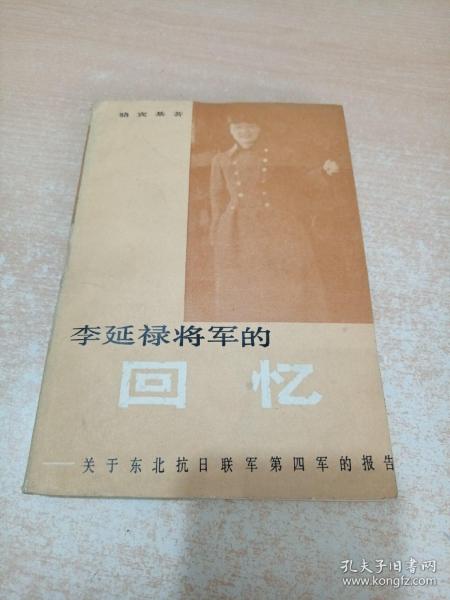 骆宾基著
李延禄将军的
回忆
——关于东北抗日联军第四军的报告
孔夫子旧书网
www.kongfz.com